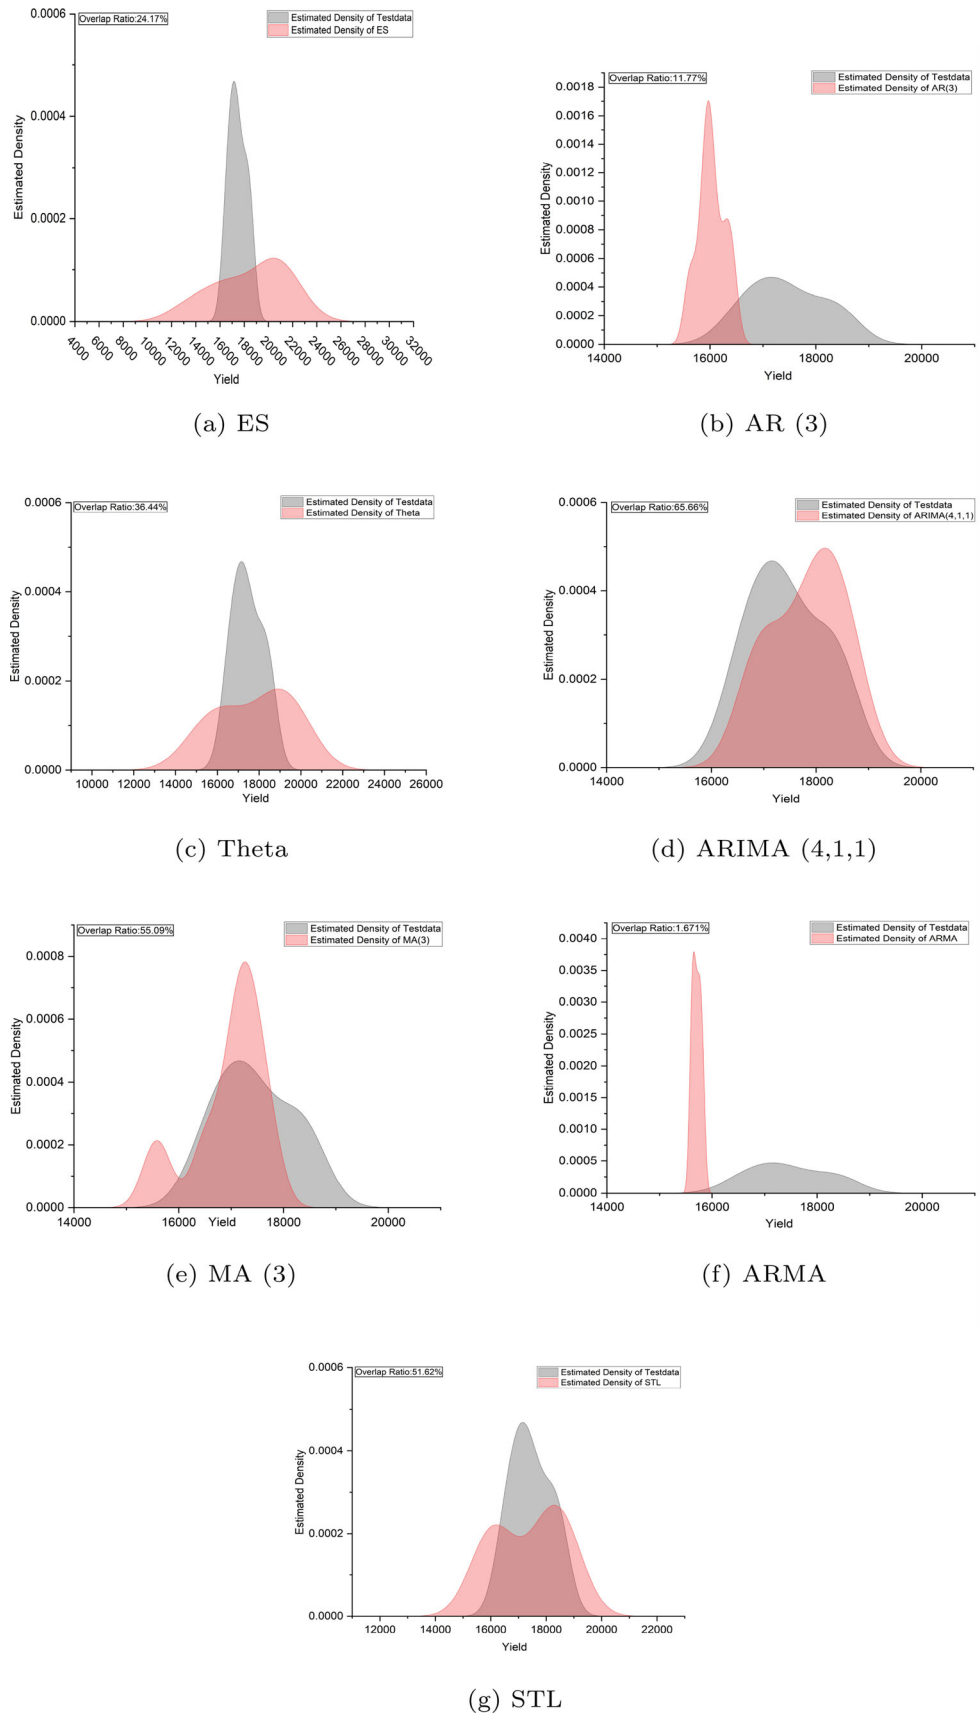 Overlap Ratio:24.17%
Estimated Density of Testdata
Estimated Density of ES
0.0006
0.0004
0.0002
0.0000
Estimated Density
4000 6000 8000 10000 12000 14000 16000 18000 20000 22000 24000 26000 28000 30000 32000
Yield
(a) ES
Overlap Ratio:11.77%
Estimated Density of Testdata
Estimated Density of AR(3)
0.0018
0.0016
0.0014
0.0012
0.0010
0.0008
0.0006
0.0004
0.0002
0.0000
Estimated Density
14000 16000 18000 20000
Yield
(b) AR (3)
Overlap Ratio:36.44%
Estimated Density of Testdata
Estimated Density of Theta
0.0006
0.0004
0.0002
0.0000
Estimated Density
10000 12000 14000 16000 18000 20000 22000 24000 26000
Yield
(c) Theta
Overlap Ratio:65.66%
Estimated Density of Testdata
Estimated Density of ARIMA(4,1,1)
0.0006
0.0004
0.0002
0.0000
Estimated Density
14000 16000 18000 20000
Yield
(d) ARIMA (4,1,1)
Overlap Ratio:55.09%
Estimated Density of Testdata
Estimated Density of MA(3)
0.0008
0.0006
0.0004
0.0002
0.0000
Estimated Density
14000 16000 18000 20000
Yield
(e) MA (3)
Overlap Ratio:1.671%
Estimated Density of Testdata
Estimated Density of ARMA
0.0040
0.0035
0.0030
0.0025
0.0020
0.0015
0.0010
0.0005
0.0000
Estimated Density
14000 16000 18000 20000
Yield
(f) ARMA
Overlap Ratio:51.62%
Estimated Density of Testdata
Estimated Density of STL
0.0006
0.0004
0.0002
0.0000
Estimated Density
12000 14000 16000 18000 20000 22000
Yield
(g) STL